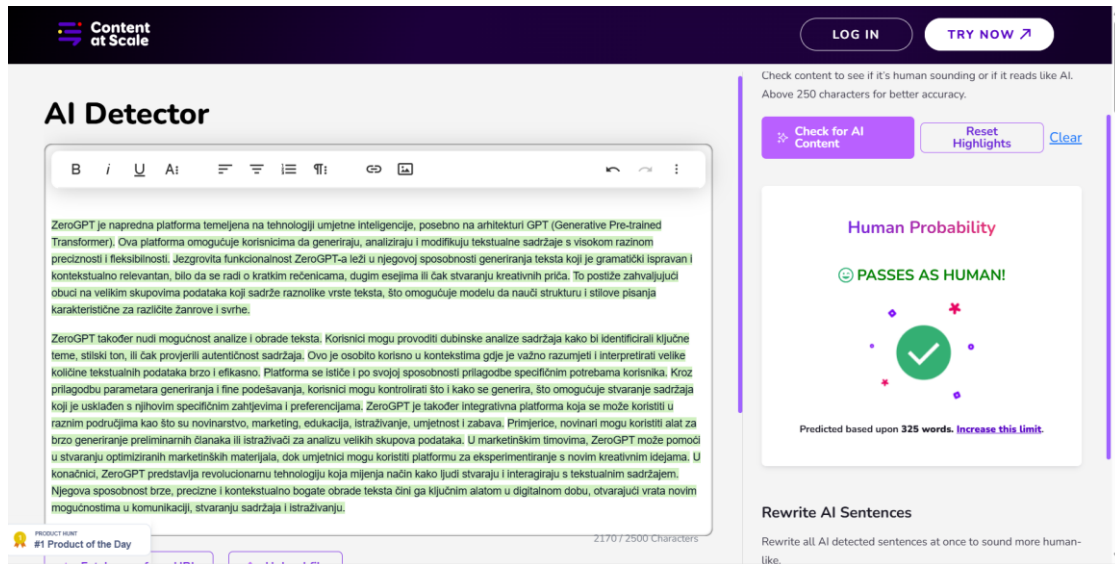 Content
at Scale
LOG IN
TRY NOW
AI Detector
B i U A
ZeroGPT je napredna platforma temeljena na tehnologiji umjetne inteligencije, posebno na arhitekturi GPT (Generative Pre-trained
Transformer). Ova platforma omogućuje korisnicima da generiraju, analiziraju i modifikuju tekstualne sadržaje s visokom razinom
preciznosti i fleksibilnosti. Jezgrovita funkcionalnost ZeroGPT-a leži u njegovoj sposobnosti generiranja teksta koji je gramatički ispravan i
kontekstualno relevantan, bilo da se radi o kratkim rečenicama, dugim esejima ili čak stvaranju kreativnih priča. To postiže zahvaljujući
obuci na velikim skupovima podataka koji sadrže raznolike vrste teksta, što omogućuje modelu da nauči strukturu i stilove pisanja
karakteristične za različite žanrove i svrhe.
ZeroGPT također nudi mogućnost analize i obrade teksta. Korisnici mogu provoditi dubinske analize sadržaja kako bi identificirali ključne
teme, stilski ton, ili čak provjerili autentičnost sadržaja. Ovo je osobito korisno u kontekstima gdje je važno razumjeti i interpretirati velike
količine tekstualnih podataka brzo i efikasno. Platforma se ističe i po svojoj sposobnosti prilagodbe specifičnim potrebama korisnika. Kroz
prilagodbu parametara generiranja i fine podešavanja, korisnici mogu kontrolirati što i kako se generira, što omogućuje stvaranje sadržaja
koji je usklađen s njihovim specifičnim zahtjevima i preferencijama. ZeroGPT je također integrativna platforma koja se može koristiti u
raznim područjima kao što su novinarstvo, marketing, edukacija, istraživanje, umjetnost i zabava. Primjerice, novinari mogu koristiti alat za
brzo generiranje preliminarnih članaka ili istraživači za analizu velikih skupova podataka. U marketinškim timovima, ZeroGPT može pomoći
u stvaranju optimiziranih marketinških materijala, dok umjetnici mogu koristiti platformu za eksperimentiranje s novim kreativnim idejama. U
konačnici, ZeroGPT predstavlja revolucionarnu tehnologiju koja mijenja način kako ljudi stvaraju i interagiraju s tekstualnim sadržajem.
Njegova sposobnost brze, precizne i kontekstualno bogate obrade teksta čini ga ključnim alatom u digitalnom dobu, otvarajući vrata novim
mogućnostima u komunikaciji, stvaranju sadržaja i istraživanju.
2170 / 2500 Characters
PRODUCT HUNT
#1 Product of the Day
Check content to see if it's human sounding or if it reads like AI.
Above 250 characters for better accuracy.
Check for AI
Content
Reset
Highlights
Clear
Human Probability
PASSES AS HUMAN!
Predicted based upon 325 words. Increase this limit.
Rewrite AI Sentences
Rewrite all AI detected sentences at once to sound more human-
like.